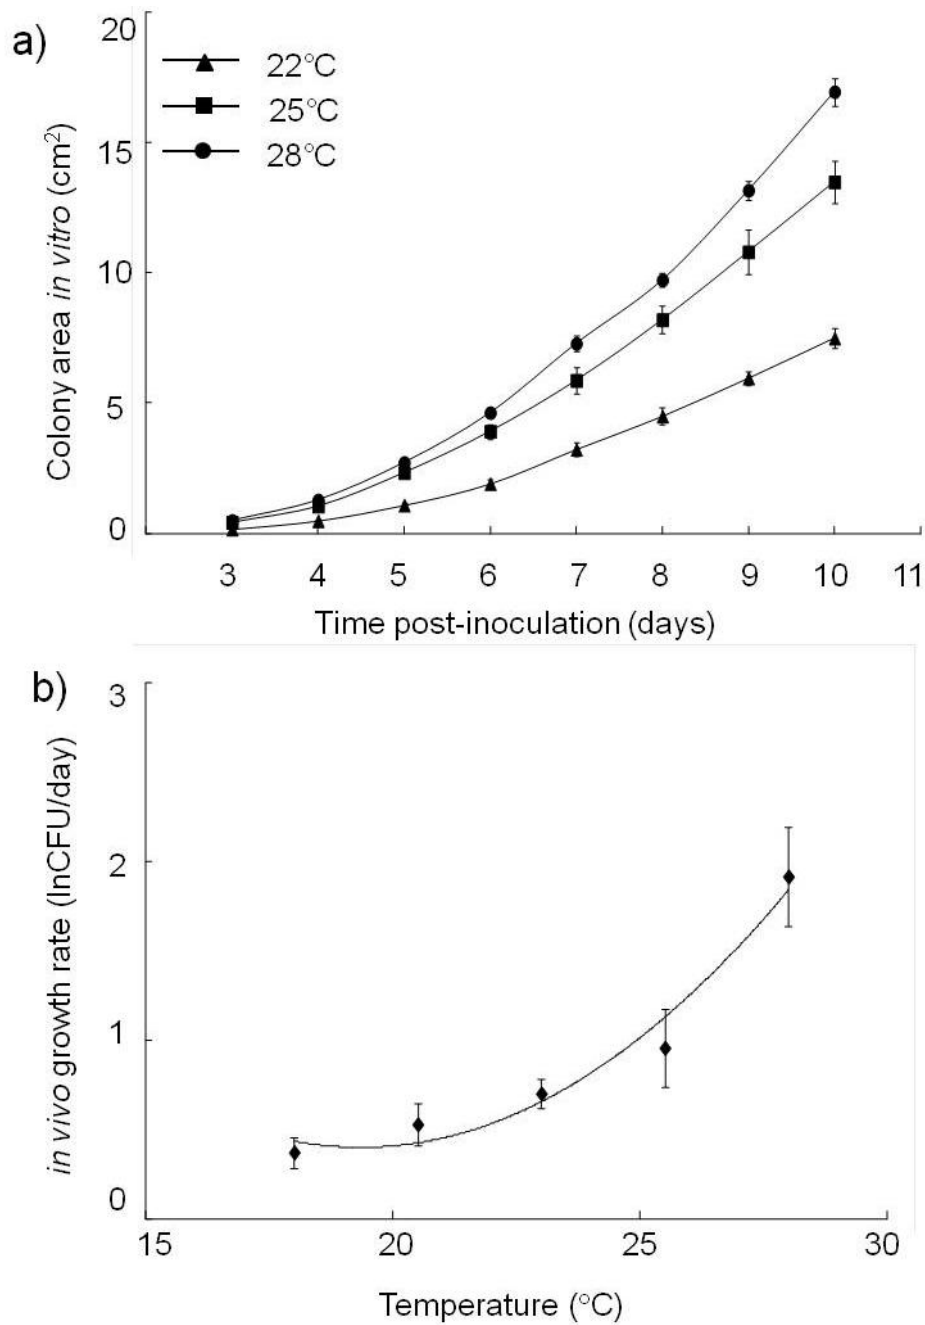 a)
20
22°C
25°C
28°C
15
10
5
0
Colony area in vitro (cm²)
3 4 5 6 7 8 9 10 11
Time post-inoculation (days)
b)
3
2
1
0
in vivo growth rate (lnCFU/day)
15 20 25 30
Temperature (°C)